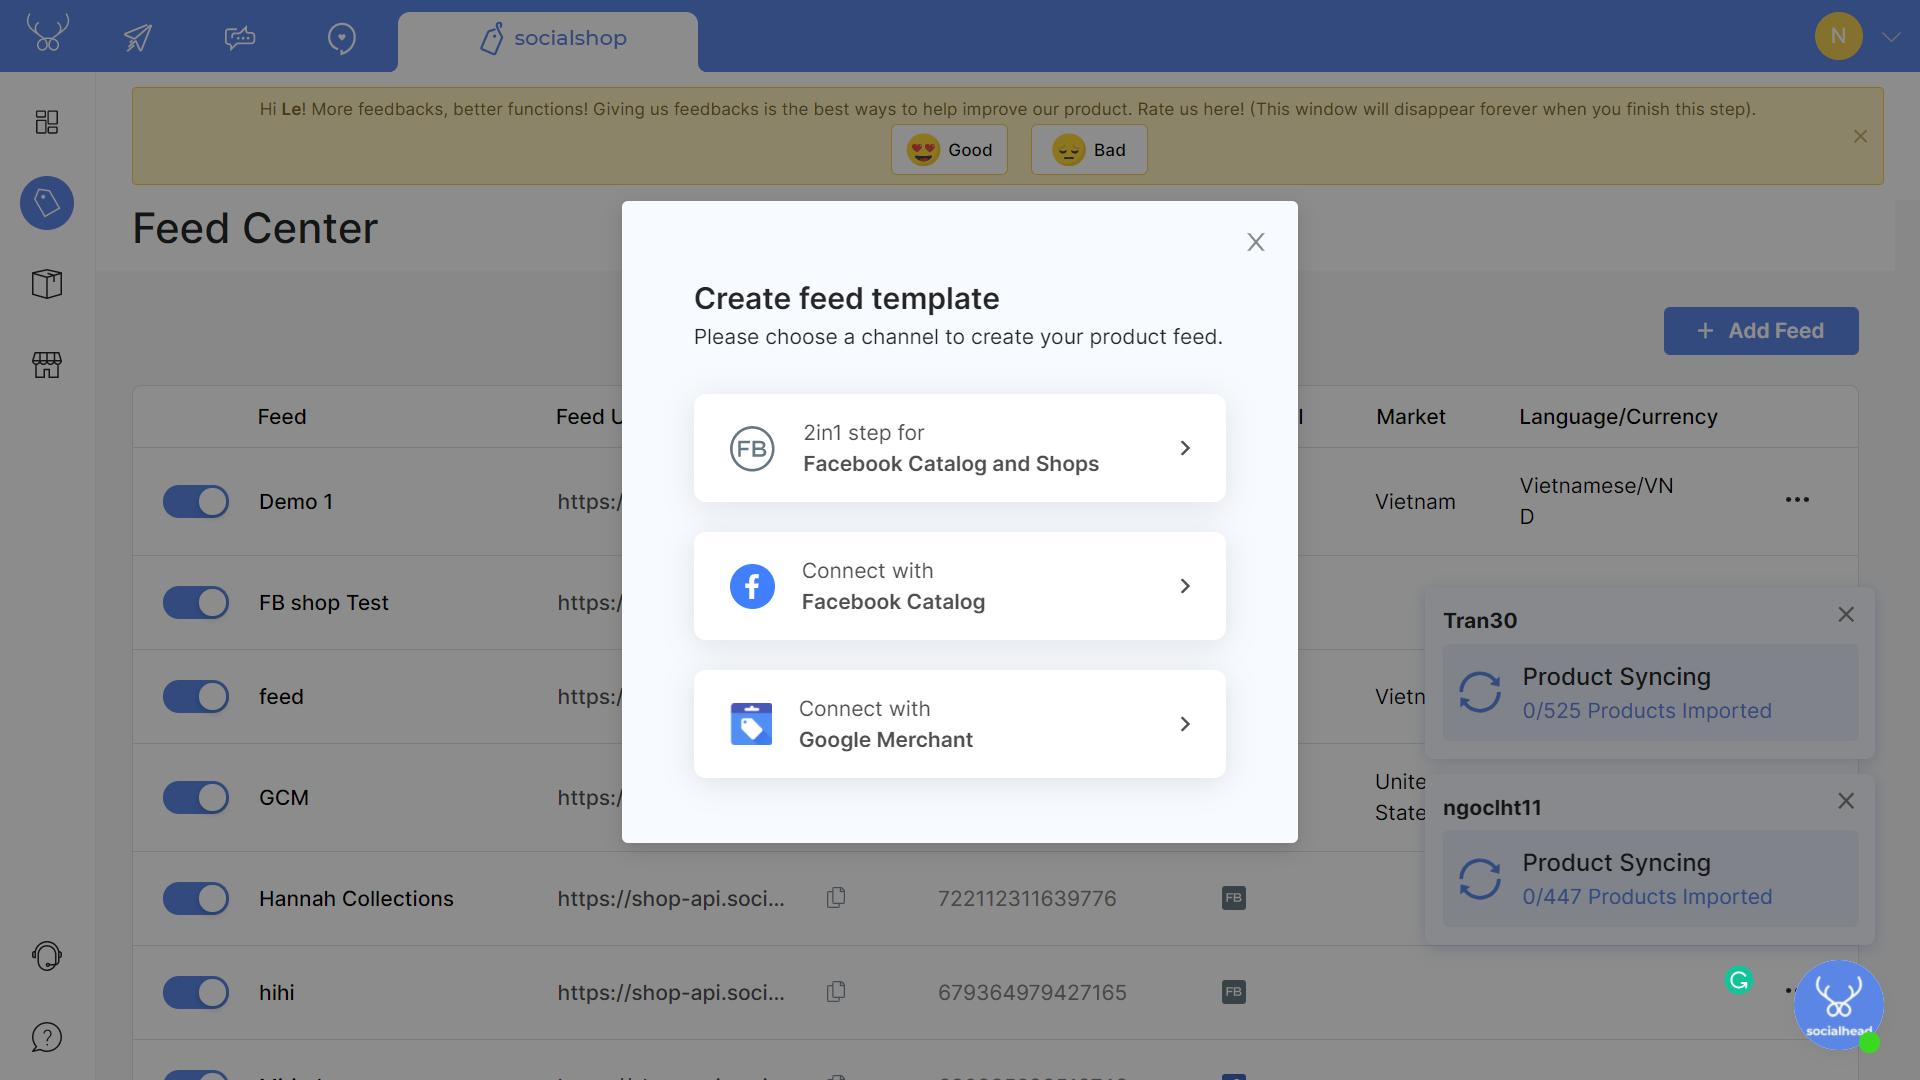 socialshop
N
Hi Le! More feedbacks, better functions! Giving us feedbacks is the best ways to help improve our product. Rate us here! (This window will disappear forever when you finish this step).
Good
Bad
Feed Center
Create feed template
Please choose a channel to create your product feed.
+ Add Feed
Feed
Feed U
Market
Language/Currency
FB
2in1 step for
Facebook Catalog and Shops
Demo 1
https:/
Vietnam
Vietnamese/VN
D
Connect with
Facebook Catalog
FB shop Test
https:/
Tran30
Product Syncing
0/525 Products Imported
feed
https:/
Vietn
Connect with
Google Merchant
GCM
https:/
United
State
ngoclht11
Product Syncing
0/447 Products Imported
Hannah Collections
https://shop-api.soci...
722112311639776
FB
hihi
https://shop-api.soci...
679364979427165
FB
socialhead